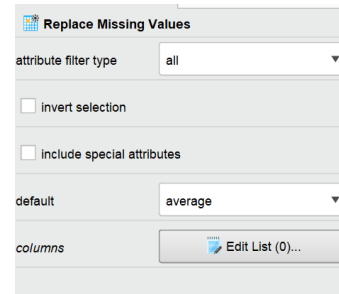 Replace Missing Values
attribute filter type all
invert selection
include special attributes
default average
columns Edit List (0)...